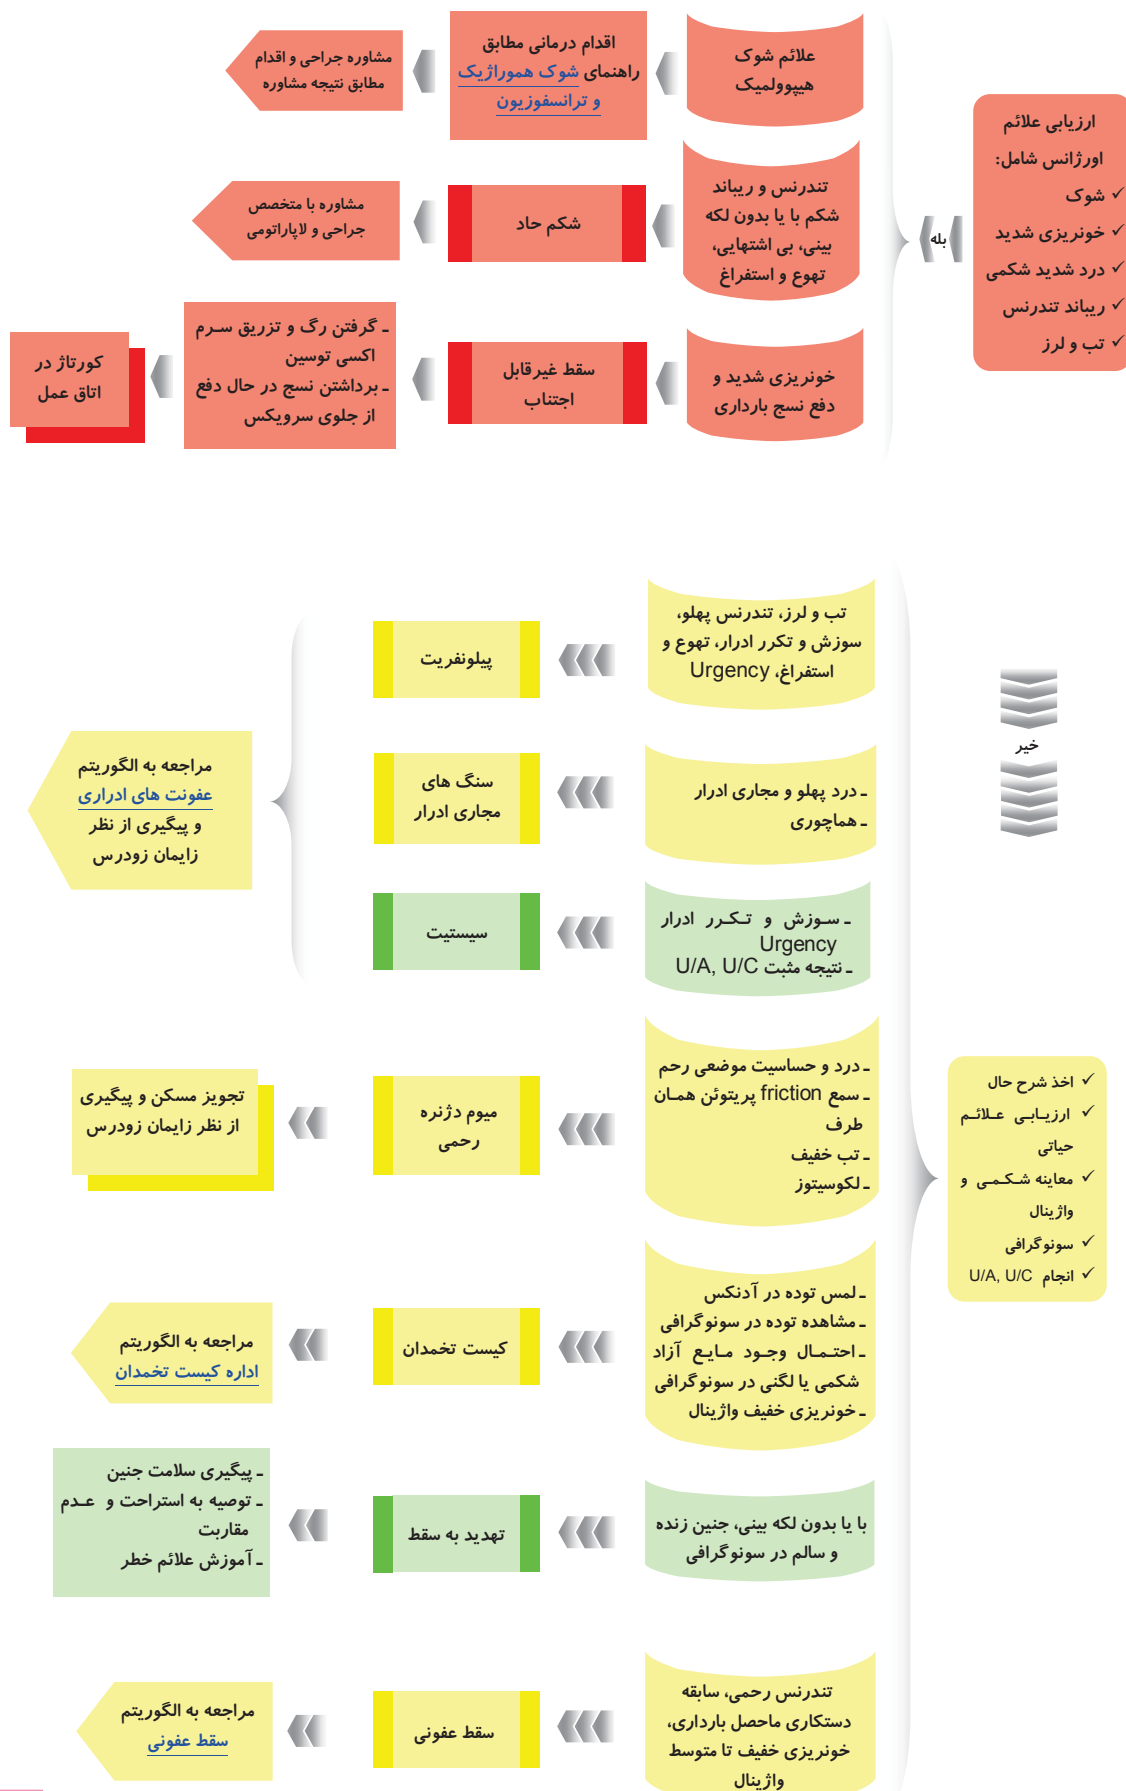 ارزیابی علائم
اورژانس شامل:
✓ شوک
✓ خونریزی شدید
✓ درد شدید شکمی
✓ ریباند تندرنس
✓ تب و لرز
بله
علائم شوک
هیپوولمیک
اقدام درمانی مطابق
راهنمای شوک هموراژیک
و ترانسفوزیون
مشاوره جراحی و اقدام
مطابق نتیجه مشاوره
تندرنس و ریباند
شکم با یا بدون لکه
بینی، بی اشتهایی،
تهوع و استفراغ
شکم حاد
مشاوره با متخصص
جراحی و لاپاراتومی
خونریزی شدید و
دفع نسج بارداری
سقط غیرقابل
اجتناب
ـ گرفتن رگ و تزریق سرم
اکسی توسین
ـ برداشتن نسج در حال دفع
از جلوی سرویکس
کورتاژ در
اتاق عمل
خیر
✓ اخذ شرح حال
✓ ارزیـابـی عـلائـم
حیاتی
✓ معاینه شـکـمـی و
واژینال
✓ سونوگرافی
✓ انجام U/A, U/C
تب و لرز، تندرنس پهلو،
سوزش و تکرر ادرار، تهوع و
استفراغ، Urgency
پیلونفریت
ـ درد پهلو و مجاری ادرار
ـ هماچوری
سنگ های
مجاری ادرار
ـ سـوزش و تـکـرر ادرار
Urgency
ـ نتیجه مثبت U/A, U/C
سیستیت
مراجعه به الگوریتم
عفونت های ادراری
و پیگیری از نظر
زایمان زودرس
ـ درد و حساسیت موضعی رحم
ـ سمع friction پریتوئن همان
طرف
ـ تب خفیف
ـ لکوسیتوز
میوم دژنره
رحمی
تجویز مسکن و پیگیری
از نظر زایمان زودرس
ـ لمس توده در آدنکس
ـ مشاهده توده در سونوگرافی
ـ احتـمـال وجـود مـایـع آزاد
شکمی یا لگنی در سونوگرافی
ـ خونریزی خفیف واژینال
کیست تخمدان
مراجعه به الگوریتم
اداره کیست تخمدان
با یا بدون لکه بینی، جنین زنده
و سالم در سونوگرافی
تهدید به سقط
ـ پیگیری سلامت جنین
ـ توصیه به استراحت و عـدم
مقاربت
ـ آموزش علائم خطر
تندرنس رحمی، سابقه
دستکاری ماحصل بارداری،
خونریزی خفیف تا متوسط
واژینال
سقط عفونی
مراجعه به الگوریتم
سقط عفونی